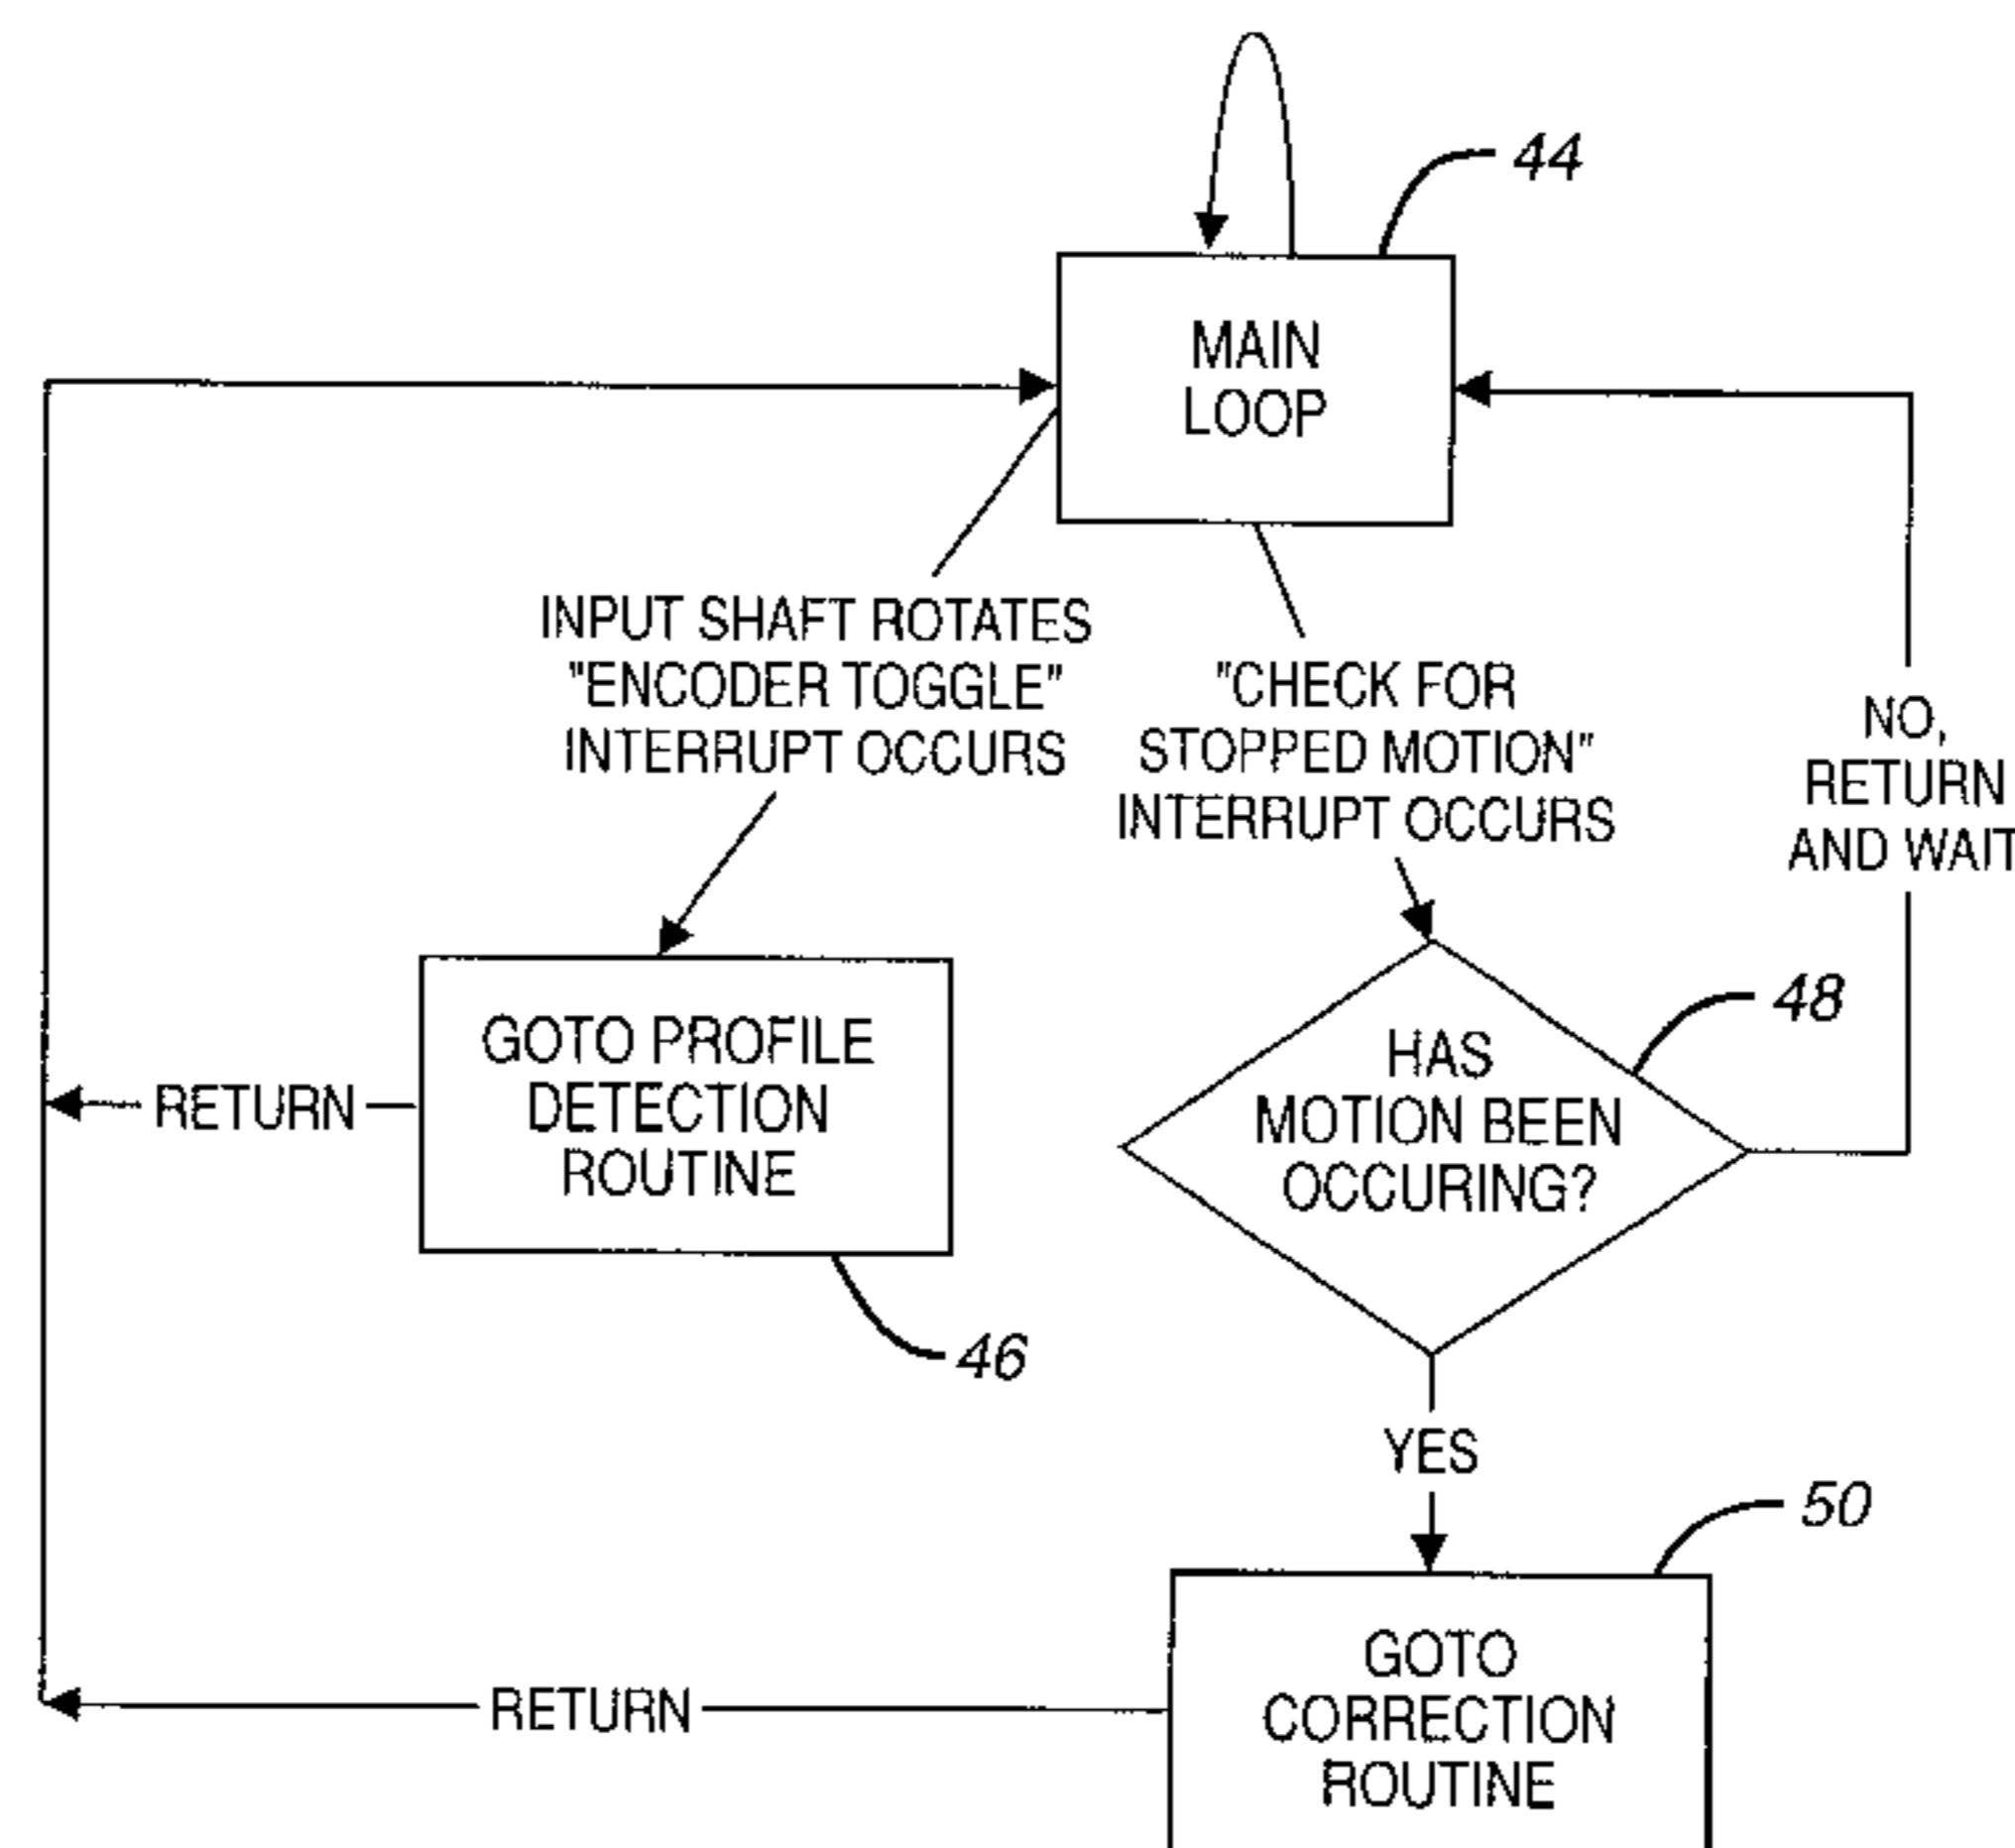 44
MAIN
LOOP
INPUT SHAFT ROTATES
"ENCODER TOGGLE"
INTERRUPT OCCURS
"CHECK FOR
STOPPED MOTION"
INTERRUPT OCCURS
NO,
RETURN
AND WAIT
GOTO PROFILE
DETECTION
ROUTINE
RETURN
46
HAS
MOTION BEEN
OCCURING?
48
YES
50
GOTO
CORRECTION
ROUTINE
RETURN